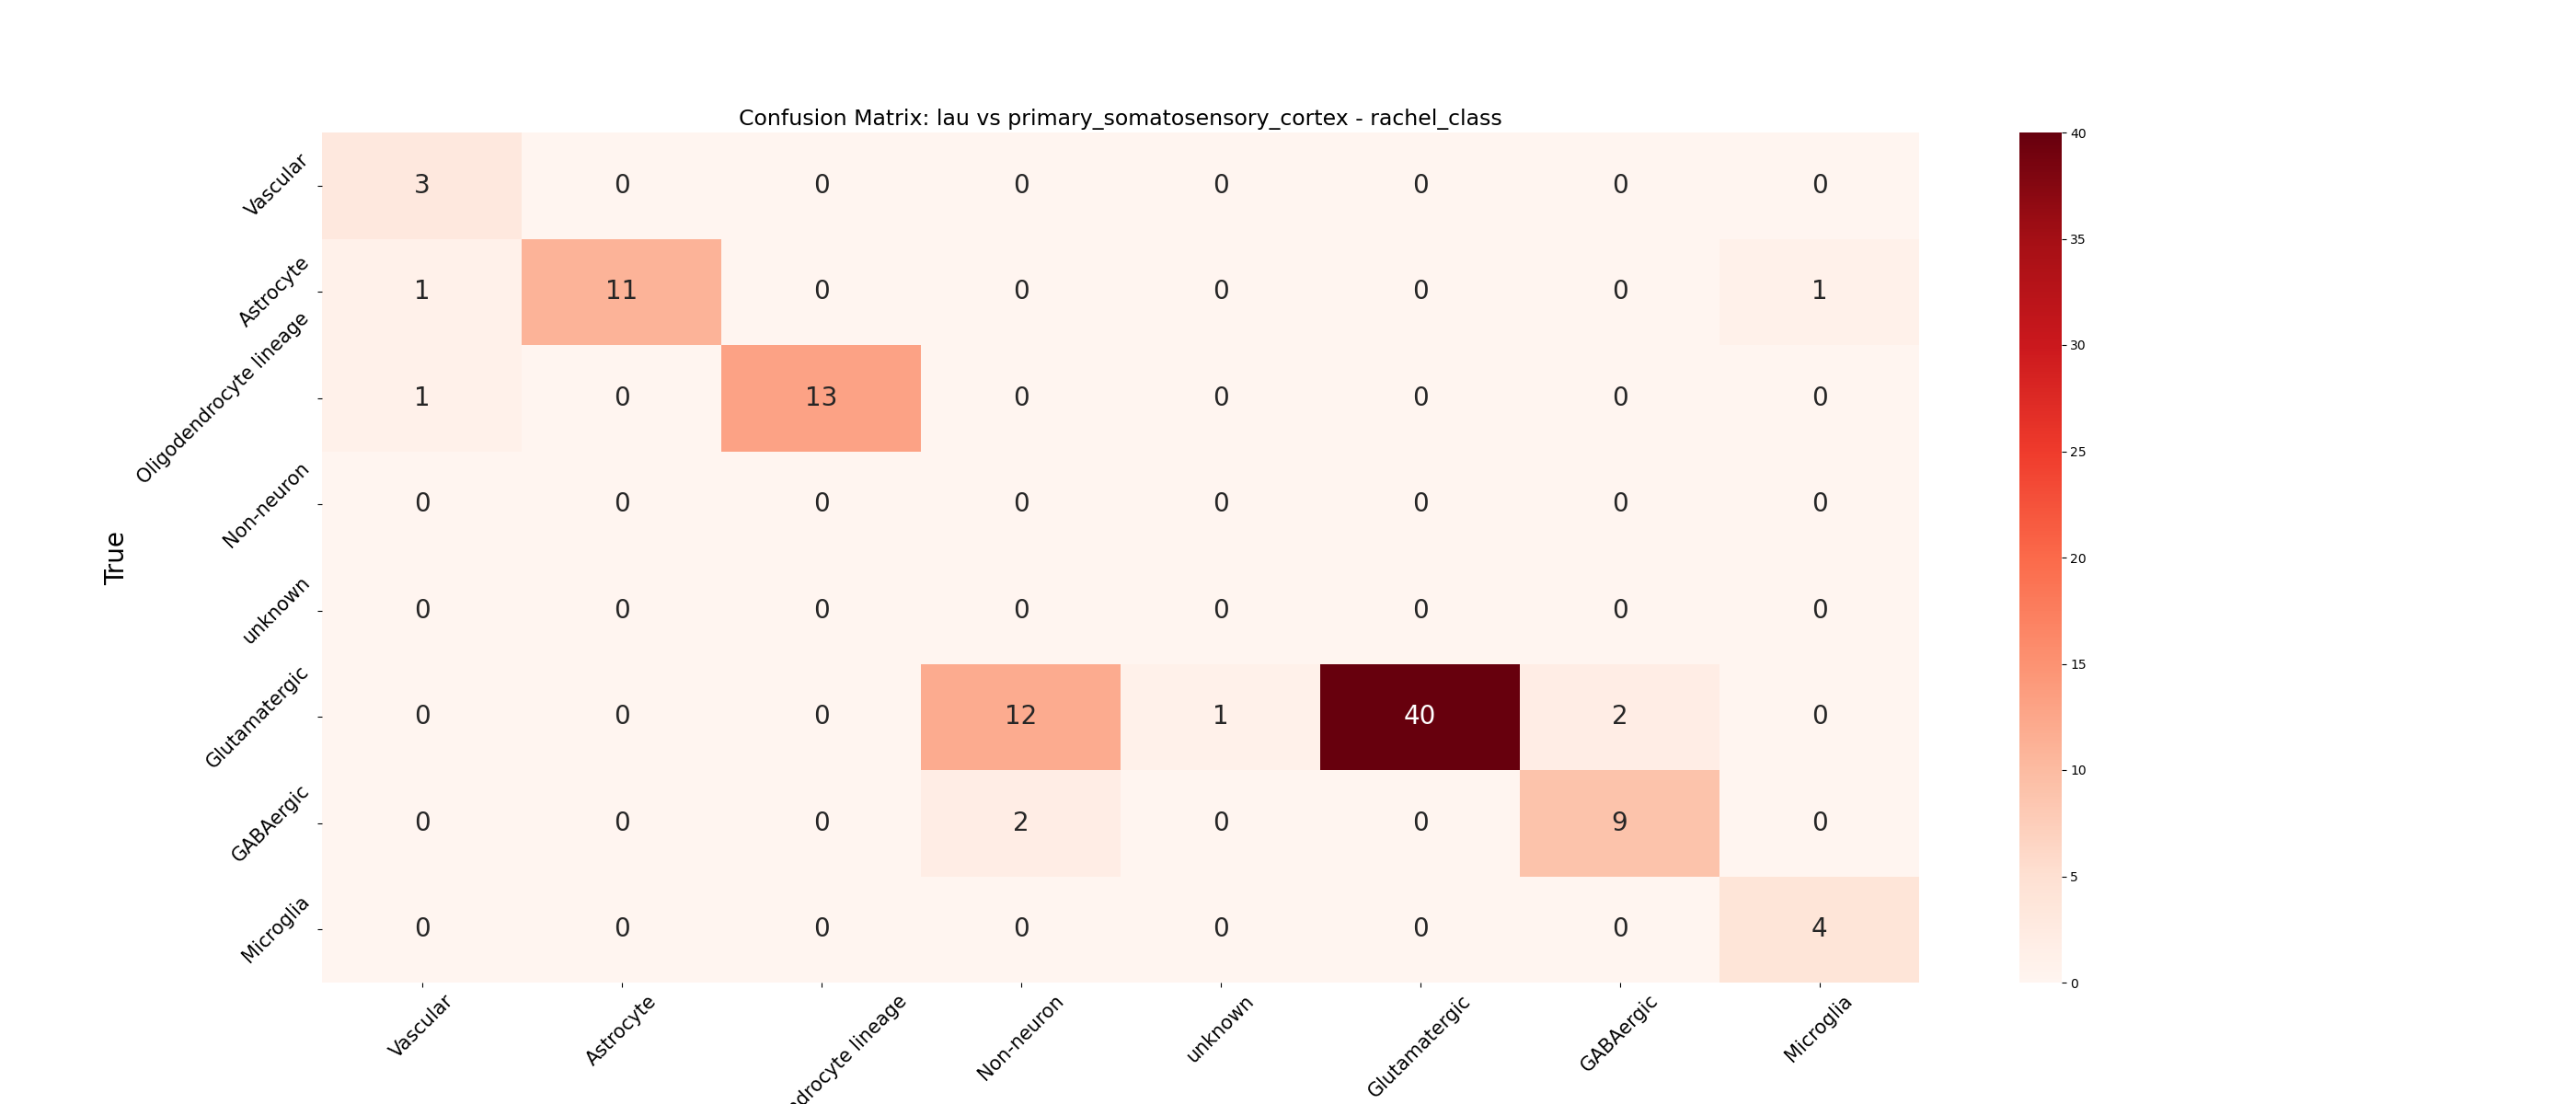 Confusion Matrix: lau vs primary_somatosensory_cortex - rachel_class
True
Vascular 3 0 0 0 0 0 0 0
Astrocyte 1 11 0 0 0 0 0 1
Oligodendrocyte lineage 1 0 13 0 0 0 0 0
Non-neuron 0 0 0 0 0 0 0 0
unknown 0 0 0 0 0 0 0 0
Glutamatergic 0 0 0 12 1 40 2 0
GABAergic 0 0 0 2 0 0 9 0
Microglia 0 0 0 0 0 0 0 4
Vascular Astrocyte ndrocyte lineage Non-neuron unknown Glutamatergic GABAergic Microglia
40
35
30
25
20
15
10
5
0